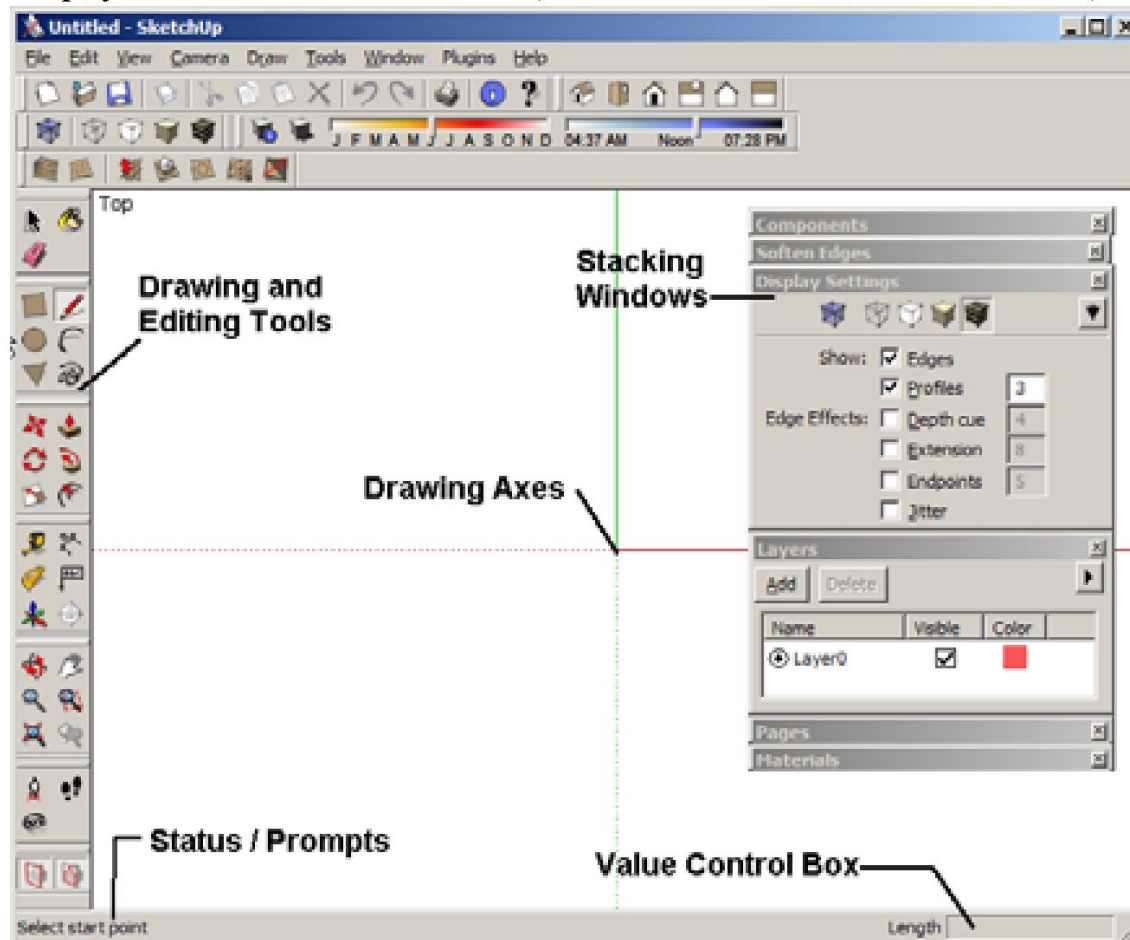 Untitled - SketchUp
File Edit View Camera Draw Tools Window Plugins Help
J F M A M J J A S O N D 04:37 AM Noon 07:28 PM
Top
Components
Soften Edges
Stacking
Windows
Display Settings
Drawing and
Editing Tools
Show: Edges
Profiles 3
Edge Effects: Depth cue 4
Extension 8
Endpoints 5
Jitter
Drawing Axes
Layers
Add Delete
Name Visible Color
Layer0
Pages
Materials
Status / Prompts
Value Control Box
Select start point
Length